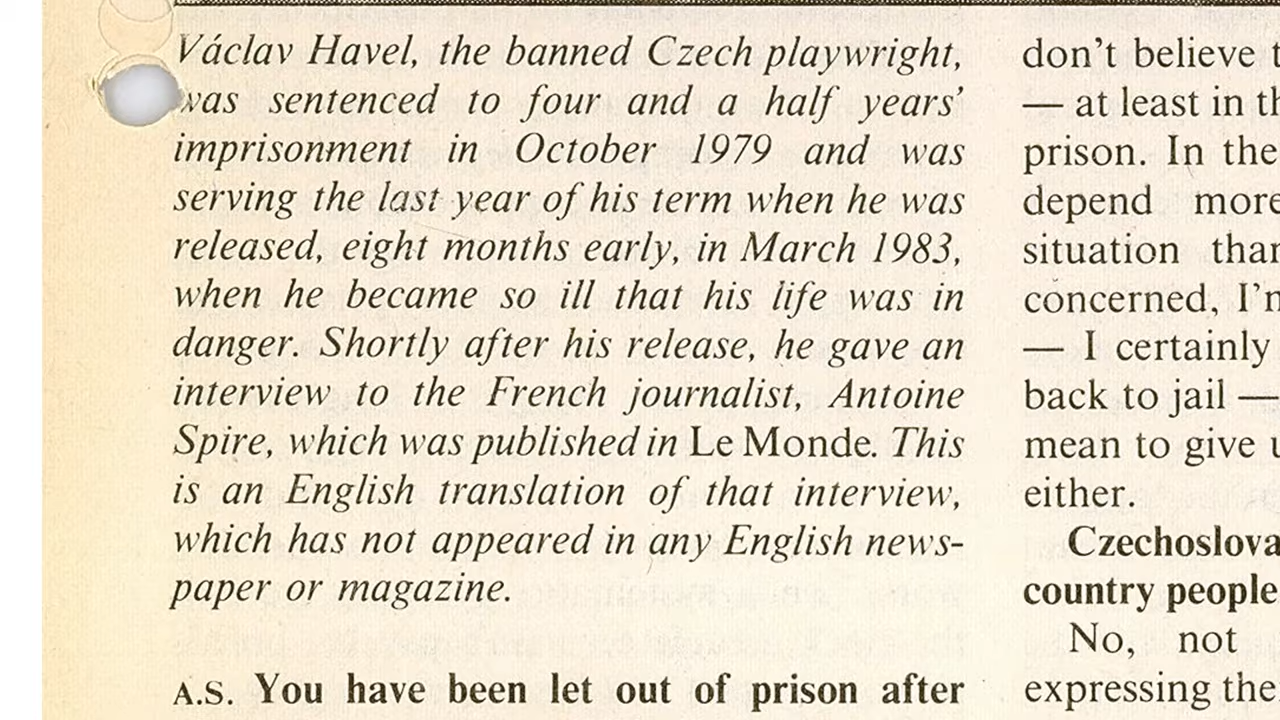 Václav Havel, the banned Czech playwright,
was sentenced to four and a half years'
imprisonment in October 1979 and was
serving the last year of his term when he was
released, eight months early, in March 1983,
when he became so ill that his life was in
danger. Shortly after his release, he gave an
interview to the French journalist, Antoine
Spire, which was published in Le Monde. This
is an English translation of that interview,
which has not appeared in any English news-
paper or magazine.
A.S. You have been let out of prison after
don't believe
— at least in
prison. In the
depend more
situation
concerned,
— I certainly
back to jail —
mean to give
either.
country people
No, not
expressing